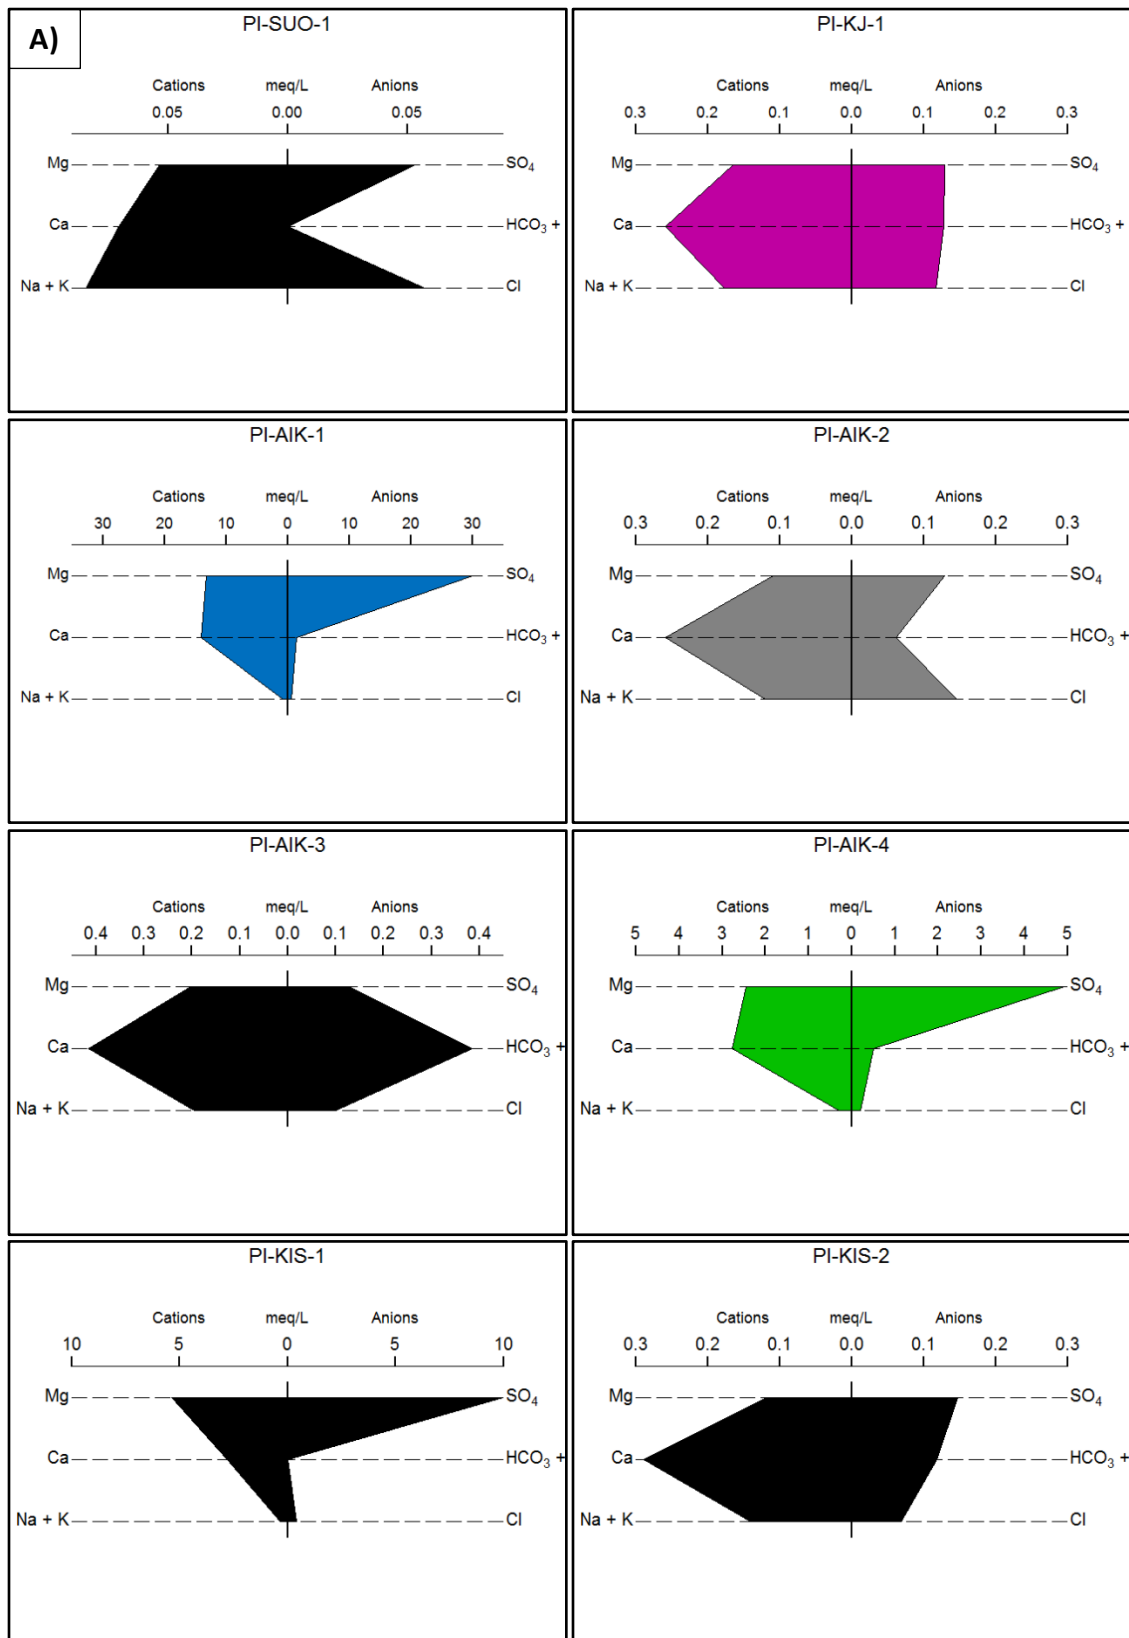 A)
PI-SUO-1
Cations meq/L Anions
0.05 0.00 0.05
Mg SO₄
Ca HCO₃ +
Na + K Cl
PI-KJ-1
Cations meq/L Anions
0.3 0.2 0.1 0.0 0.1 0.2 0.3
Mg SO₄
Ca HCO₃ +
Na + K Cl
PI-AIK-1
Cations meq/L Anions
30 20 10 0 10 20 30
Mg SO₄
Ca HCO₃ +
Na + K Cl
PI-AIK-2
Cations meq/L Anions
0.3 0.2 0.1 0.0 0.1 0.2 0.3
Mg SO₄
Ca HCO₃ +
Na + K Cl
PI-AIK-3
Cations meq/L Anions
0.4 0.3 0.2 0.1 0.0 0.1 0.2 0.3 0.4
Mg SO₄
Ca HCO₃ +
Na + K Cl
PI-AIK-4
Cations meq/L Anions
5 4 3 2 1 0 1 2 3 4 5
Mg SO₄
Ca HCO₃ +
Na + K Cl
PI-KIS-1
Cations meq/L Anions
10 5 0 5 10
Mg SO₄
Ca HCO₃ +
Na + K Cl
PI-KIS-2
Cations meq/L Anions
0.3 0.2 0.1 0.0 0.1 0.2 0.3
Mg SO₄
Ca HCO₃ +
Na + K Cl